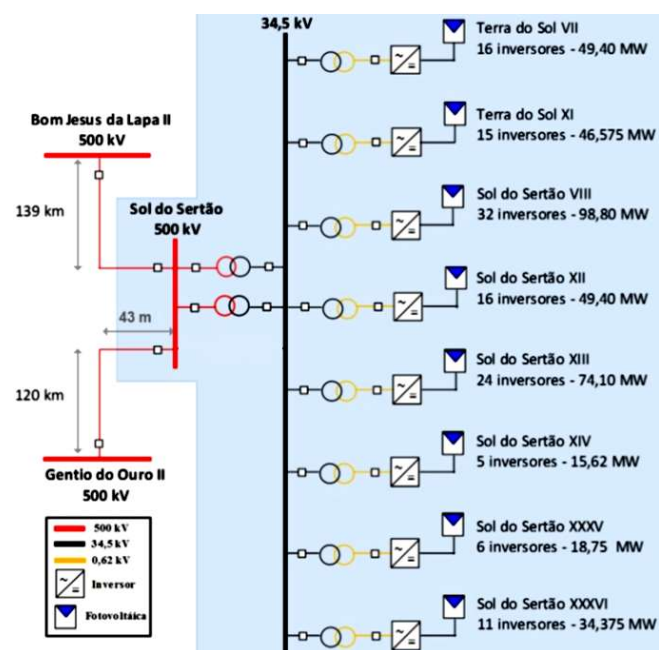 34,5 kV
Bom Jesus da Lapa II
500 kV
139 km
Sol do Sertão
500 kV
43 m
120 km
Gentio do Ouro II
500 kV
500 kV
34,5 kV
0,62 kV
Inversor
Fotovoltáica
Terra do Sol VII
16 inversores - 49,40 MW
Terra do Sol XI
15 inversores - 46,575 MW
Sol do Sertão VIII
32 inversores - 98,80 MW
Sol do Sertão XII
16 inversores - 49,40 MW
Sol do Sertão XIII
24 inversores - 74,10 MW
Sol do Sertão XIV
5 inversores - 15,62 MW
Sol do Sertão XXXV
6 inversores - 18,75 MW
Sol do Sertão XXXVI
11 inversores - 34,375 MW